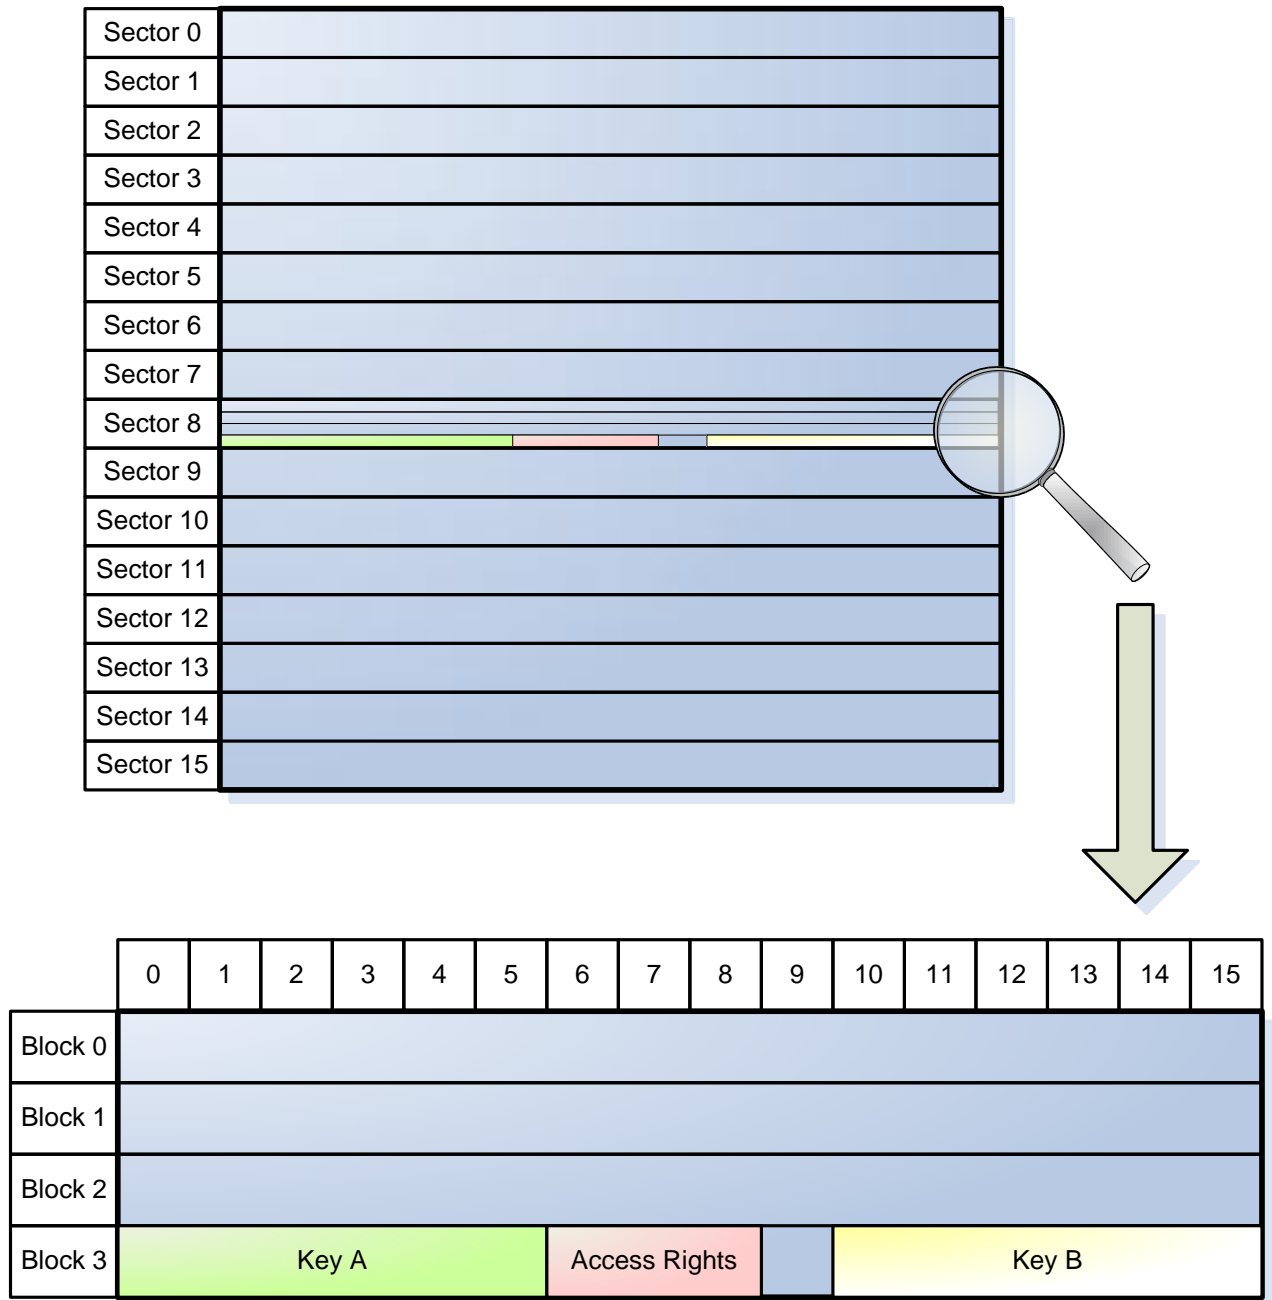 Sector 0
Sector 1
Sector 2
Sector 3
Sector 4
Sector 5
Sector 6
Sector 7
Sector 8
Sector 9
Sector 10
Sector 11
Sector 12
Sector 13
Sector 14
Sector 15
0 1 2 3 4 5 6 7 8 9 10 11 12 13 14 15
Block 0
Block 1
Block 2
Block 3 Key A Access Rights Key B